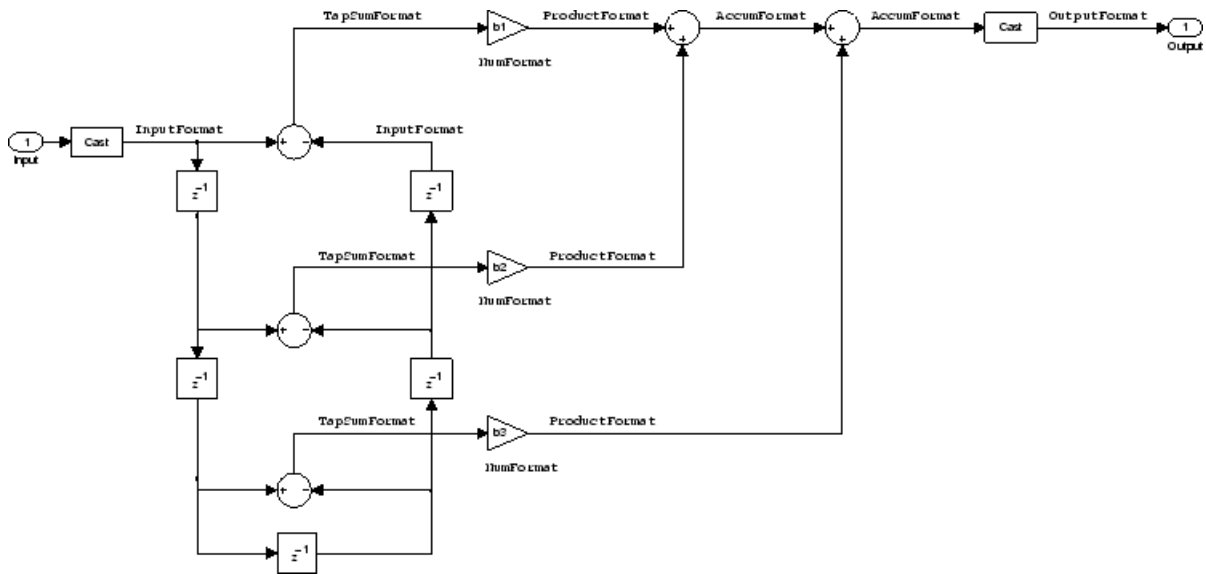 TapSumFormat
b1
ProductFormat
AccumFormat
AccumFormat
Cast
OutputFormat
1
Output
NumFormat
1
Input
Cast
InputFormat
InputFormat
z⁻¹
z⁻¹
TapSumFormat
b2
ProductFormat
NumFormat
z⁻¹
z⁻¹
TapSumFormat
b3
ProductFormat
NumFormat
z⁻¹